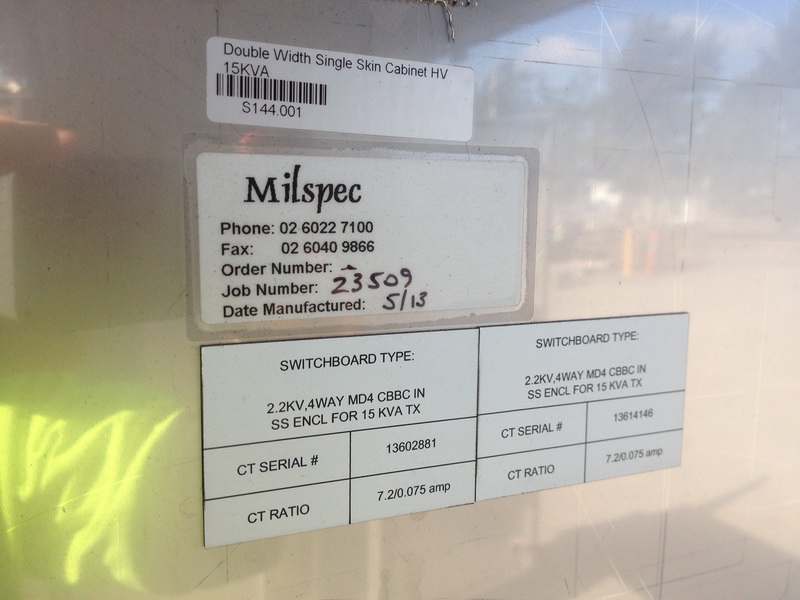 Double Width Single Skin Cabinet HV
15KVA
S144.001
Milspec
Phone: 02 6022 7100
Fax: 02 6040 9866
Order Number: -
Job Number: 23509
Date Manufactured: 5/13
SWITCHBOARD TYPE:
2.2KV,4WAY MD4 CBBC IN
SS ENCL FOR 15 KVA TX
CT SERIAL # 13602881
CT RATIO 7.2/0.075 amp
SWITCHBOARD TYPE:
2.2KV,4WAY MD4 CBBC IN
SS ENCL FOR 15 KVA TX
CT SERIAL # 13614146
CT RATIO 7.2/0.075 amp